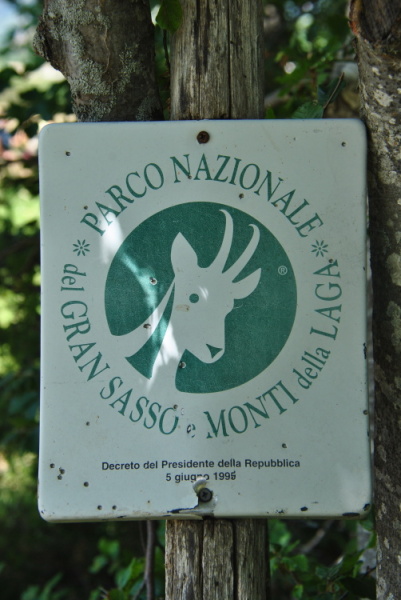 PARCO NAZIONALE
del GRAN SASSO e MONTI della LAGA
®
Decreto del Presidente della Repubblica
5 giugno 1995